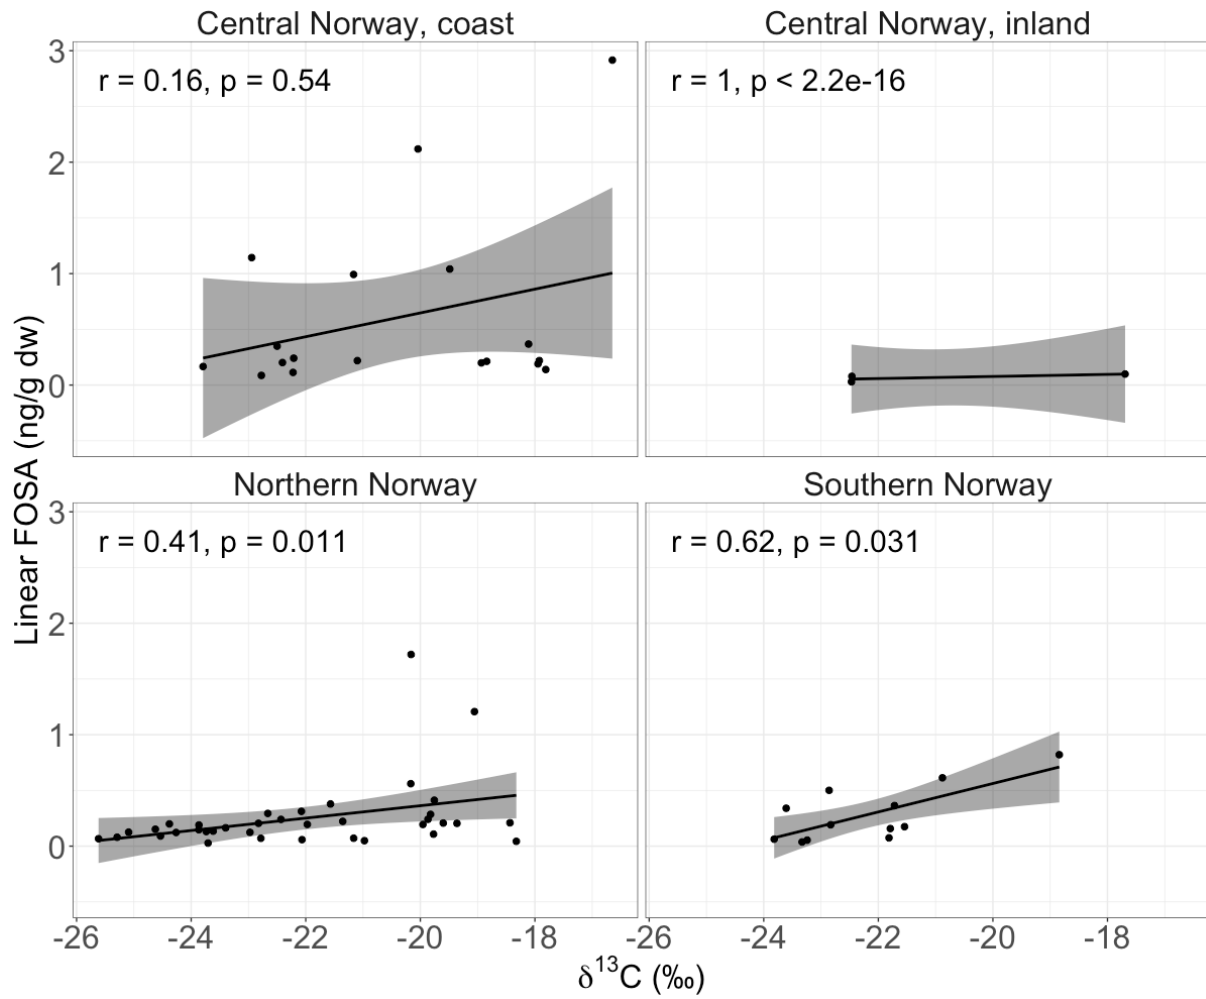 Central Norway, coast
Central Norway, inland
r = 0.16, p = 0.54
r = 1, p < 2.2e-16
3
2
1
0
Northern Norway
Southern Norway
r = 0.41, p = 0.011
r = 0.62, p = 0.031
3
2
1
0
Linear FOSA (ng/g dw)
-26 -24 -22 -20 -18 -26 -24 -22 -20 -18
δ¹³C (‰)